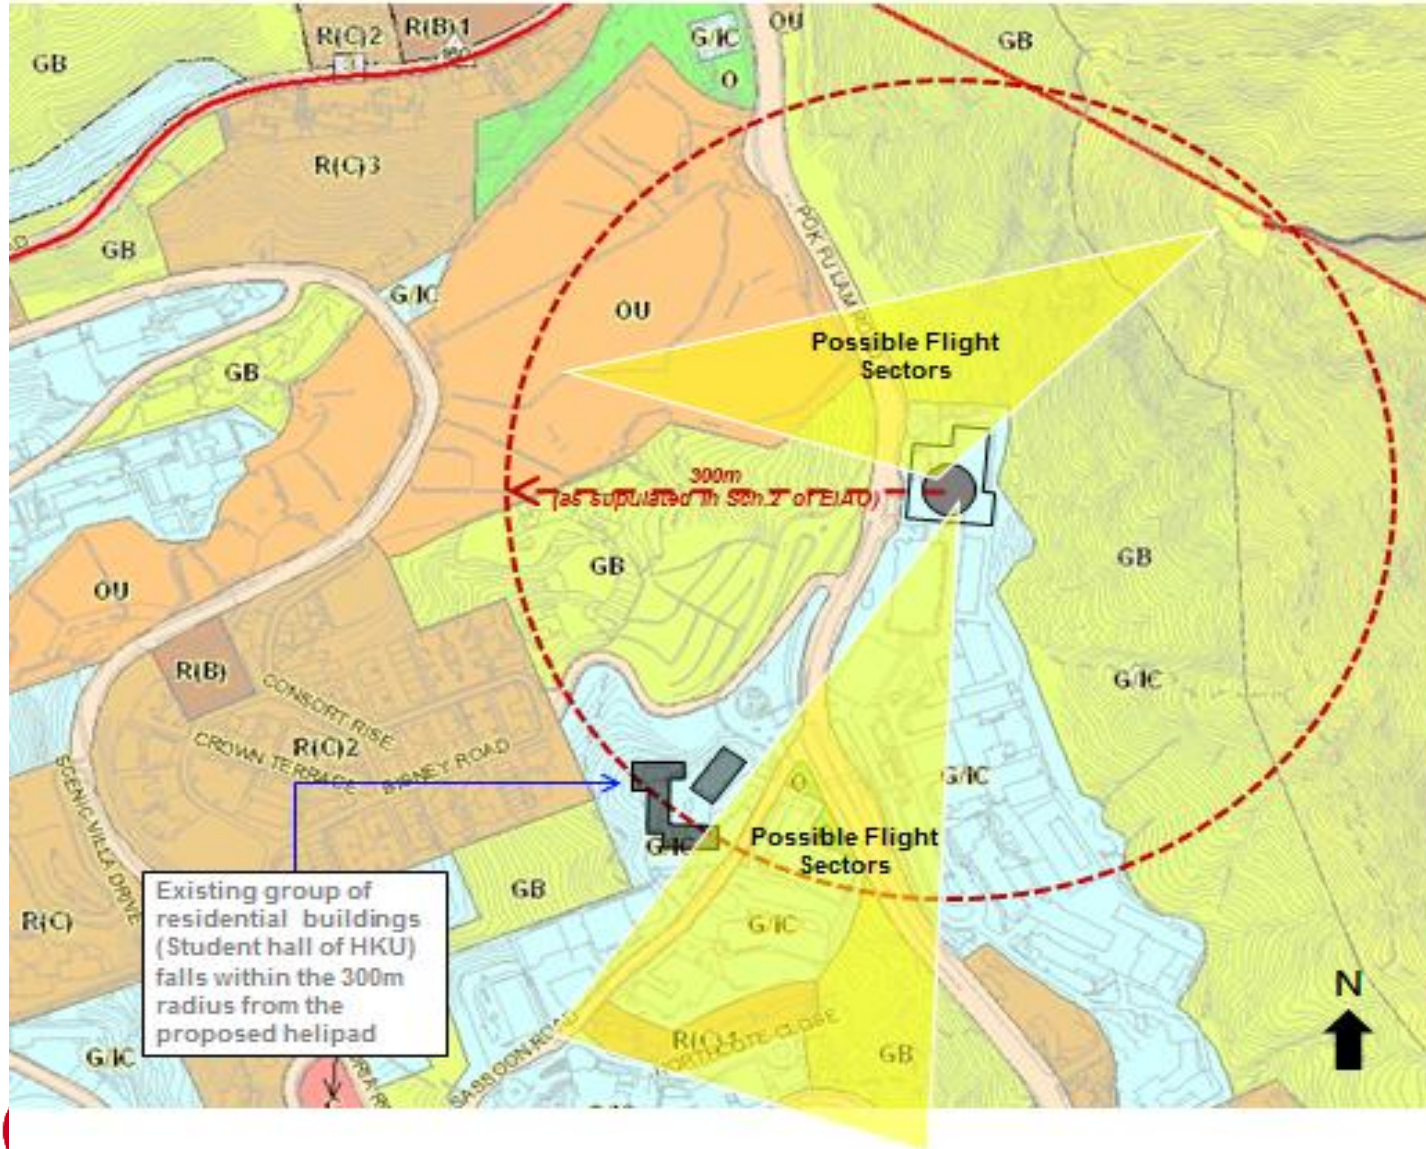 R(C)2
R(B)1
G/IC
OU
GB
GB
O
R(C)3
GB
POK FU LAM
G/IC
OU
Possible Flight
Sectors
GB
300m
(as supulated in Sch.2 of EIAO)
GB
GB
OU
R(B)
CONSORT RISE
G/IC
R(C)2
CROWN TERRACE
BISNEY ROAD
G/IC
O
SCENIC VILLA DRIVE
Possible Flight
Sectors
G/IC
Existing group of
residential buildings
(Student hall of HKU)
falls within the 300m
radius from the
proposed helipad
GB
R(C)
G/IC
N
SASSOON ROAD
NORTHCOTE CLOSE
GB
G/IC